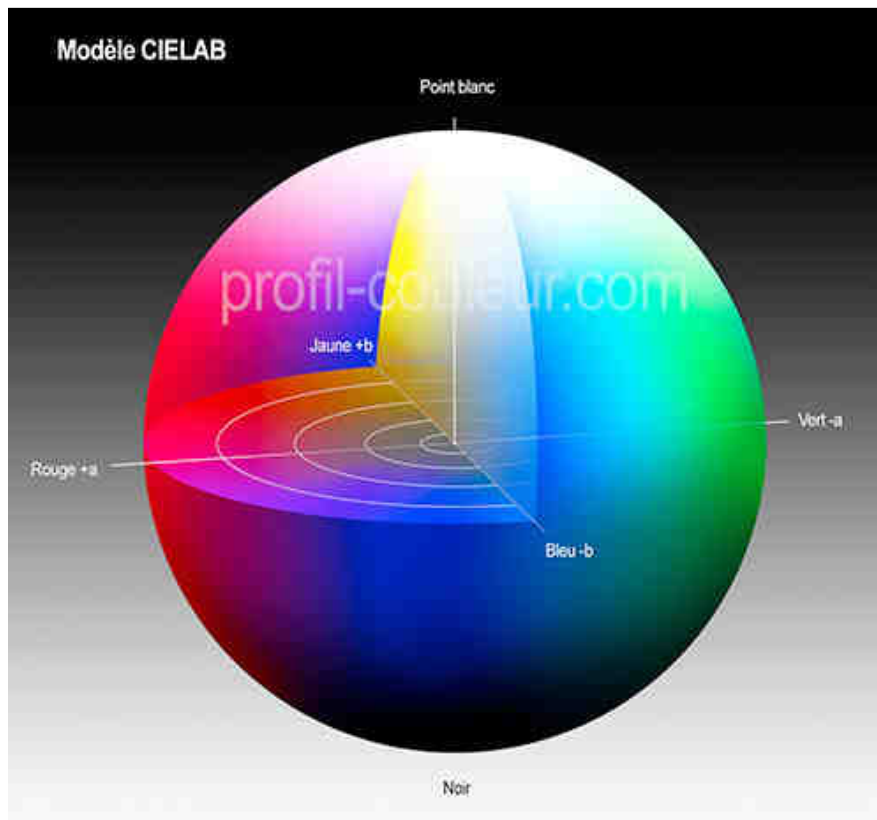 Modèle CIELAB
Point blanc
profil-couleur.com
Jaune +b
Vert -a
Rouge +a
Bleu -b
Noir